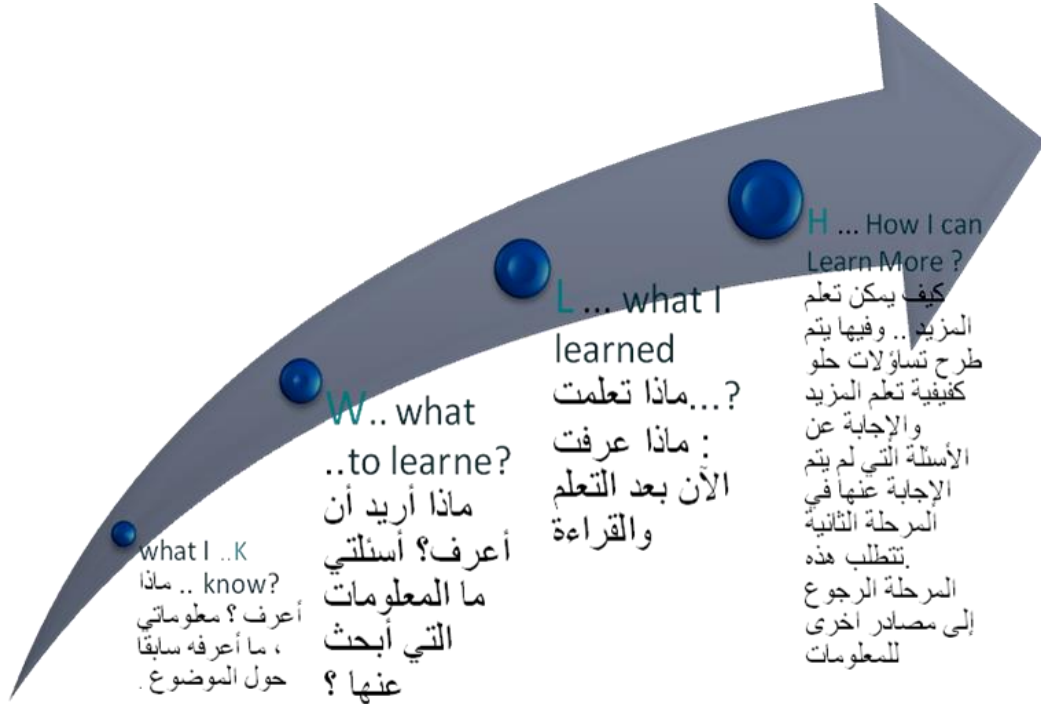 what I ..K
ماذا .. know?
أعرف ؟ معلوماتي
، ما أعرفه سابقا
حول الموضوع .
W.. what
..to learne?
ماذا أريد أن
أعرف؟ أسئلتي
ما المعلومات
التي أبحث
عنها ؟
L ... what I
learned
?...ماذا تعلمت
: ماذا عرفت
الآن بعد التعلم
والقراءة
H ... How I can
Learn More ?
كيف يمكن تعلم
المزيد .. وفيها يتم
طرح تساؤلات حلو
كفيفية تعلم المزيد
والإجابة عن
الأسئلة التي لم يتم
الإجابة عنها في
المرحلة الثانية
.تتطلب هذه
المرحلة الرجوع
إلى مصادر اخرى
للمعلومات